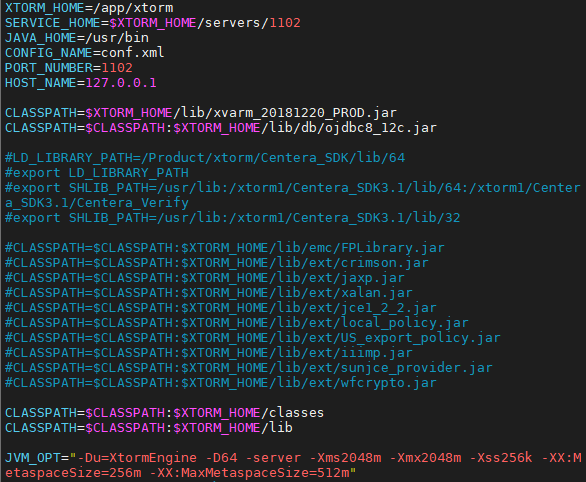 XTORM_HOME=/app/xtorm
SERVICE_HOME=$XTORM_HOME/servers/1102
JAVA_HOME=/usr/bin
CONFIG_NAME=conf.xml
PORT_NUMBER=1102
HOST_NAME=127.0.0.1
CLASSPATH=$XTORM_HOME/lib/xvarm_20181220_PROD.jar
CLASSPATH=$CLASSPATH:$XTORM_HOME/lib/db/ojdbc8_12c.jar
#LD_LIBRARY_PATH=/Product/xtorm/Centera_SDK/lib/64
#export LD_LIBRARY_PATH
#export SHLIB_PATH=/usr/lib:/xtorm1/Centera_SDK3.1/lib/64:/xtorm1/Center
a_SDK3.1/Centera_Verify
#export SHLIB_PATH=/usr/lib:/xtorm1/Centera_SDK3.1/lib/32
#CLASSPATH=$CLASSPATH:$XTORM_HOME/lib/emc/FPLibrary.jar
#CLASSPATH=$CLASSPATH:$XTORM_HOME/lib/ext/crimson.jar
#CLASSPATH=$CLASSPATH:$XTORM_HOME/lib/ext/jaxp.jar
#CLASSPATH=$CLASSPATH:$XTORM_HOME/lib/ext/xalan.jar
#CLASSPATH=$CLASSPATH:$XTORM_HOME/lib/ext/jce1_2_2.jar
#CLASSPATH=$CLASSPATH:$XTORM_HOME/lib/ext/local_policy.jar
#CLASSPATH=$CLASSPATH:$XTORM_HOME/lib/ext/US_export_policy.jar
#CLASSPATH=$CLASSPATH:$XTORM_HOME/lib/ext/iiimp.jar
#CLASSPATH=$CLASSPATH:$XTORM_HOME/lib/ext/sunjce_provider.jar
#CLASSPATH=$CLASSPATH:$XTORM_HOME/lib/ext/wfcrypto.jar
CLASSPATH=$CLASSPATH:$XTORM_HOME/classes
CLASSPATH=$CLASSPATH:$XTORM_HOME/lib
JVM_OPT="-Du=XtormEngine -D64 -server -Xms2048m -Xmx2048m -Xss256k -XX:M
etaspaceSize=256m -XX:MaxMetaspaceSize=512m"